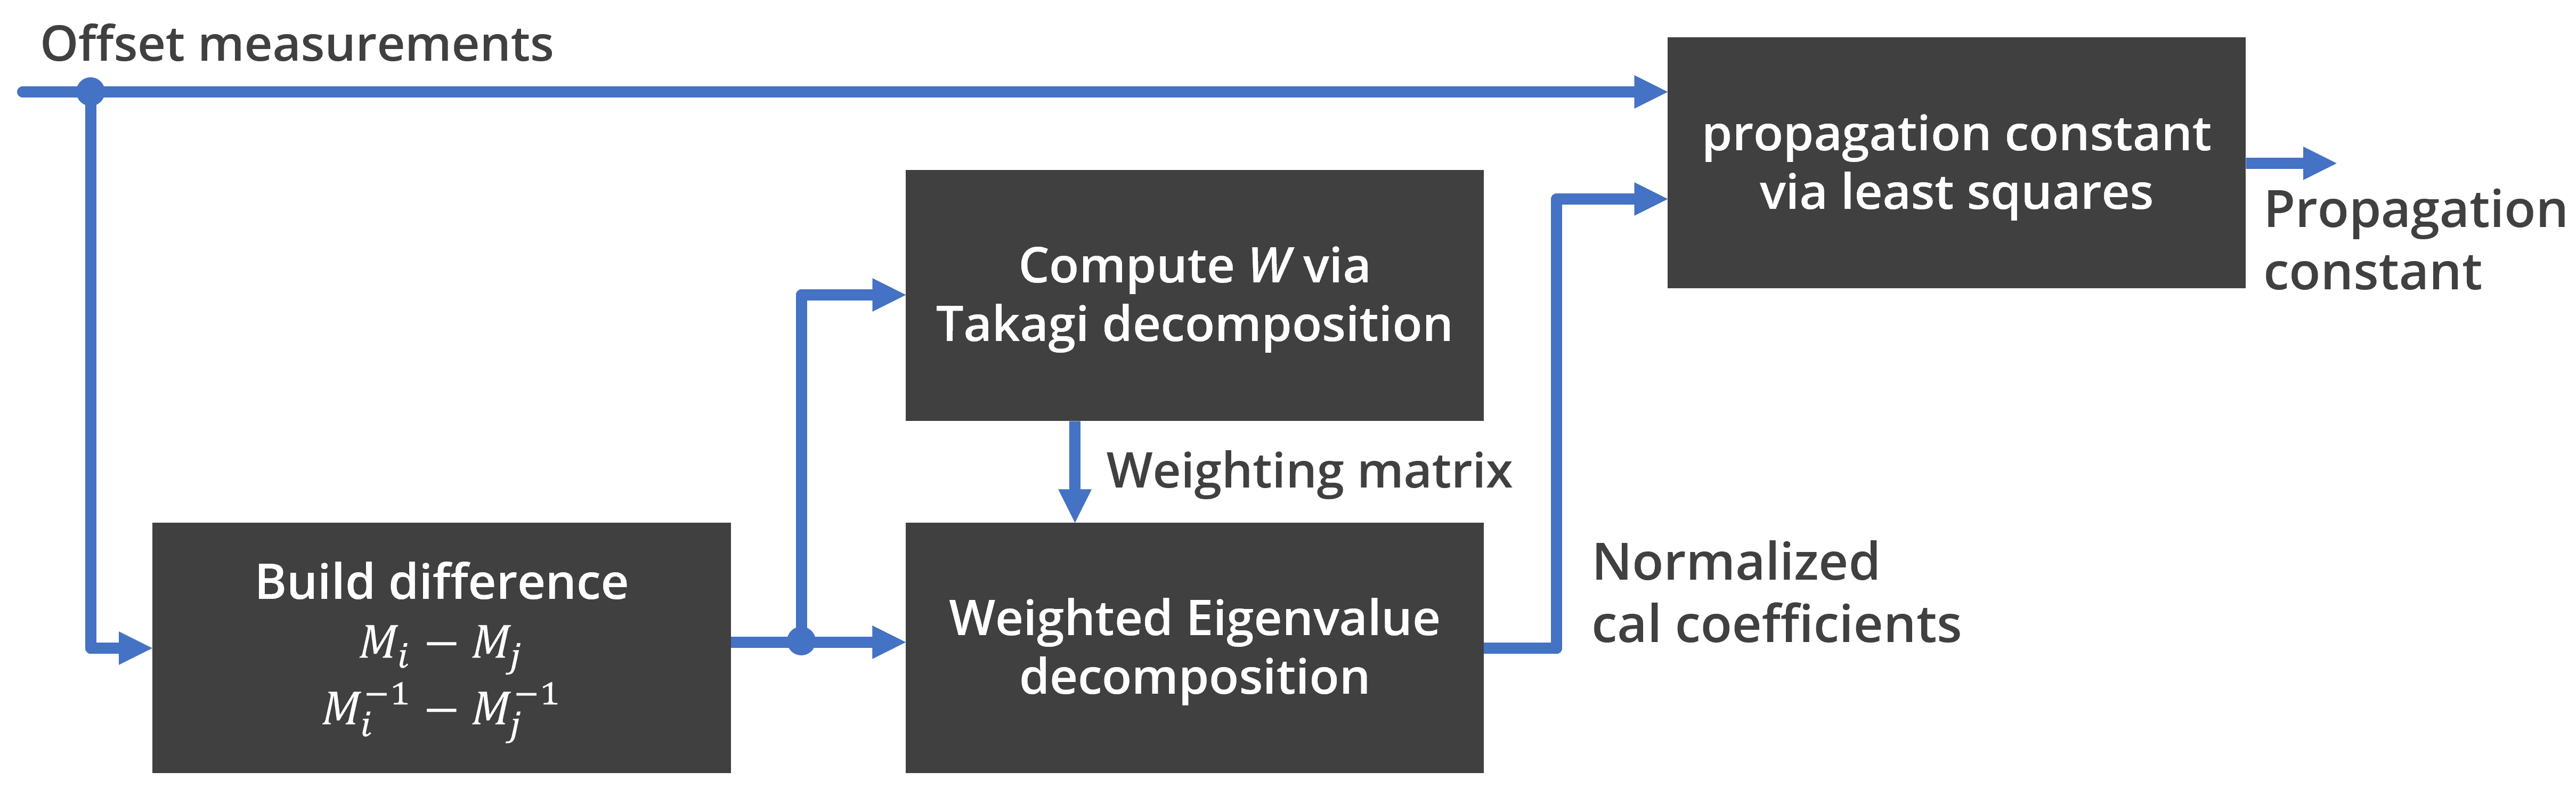 Offset measurements
propagation constant
via least squares
Propagation
constant
Compute W via
Takagi decomposition
Weighting matrix
Build difference
M_i − M_j
M_i^{−1} − M_j^{−1}
Weighted Eigenvalue
decomposition
Normalized
cal coefficients